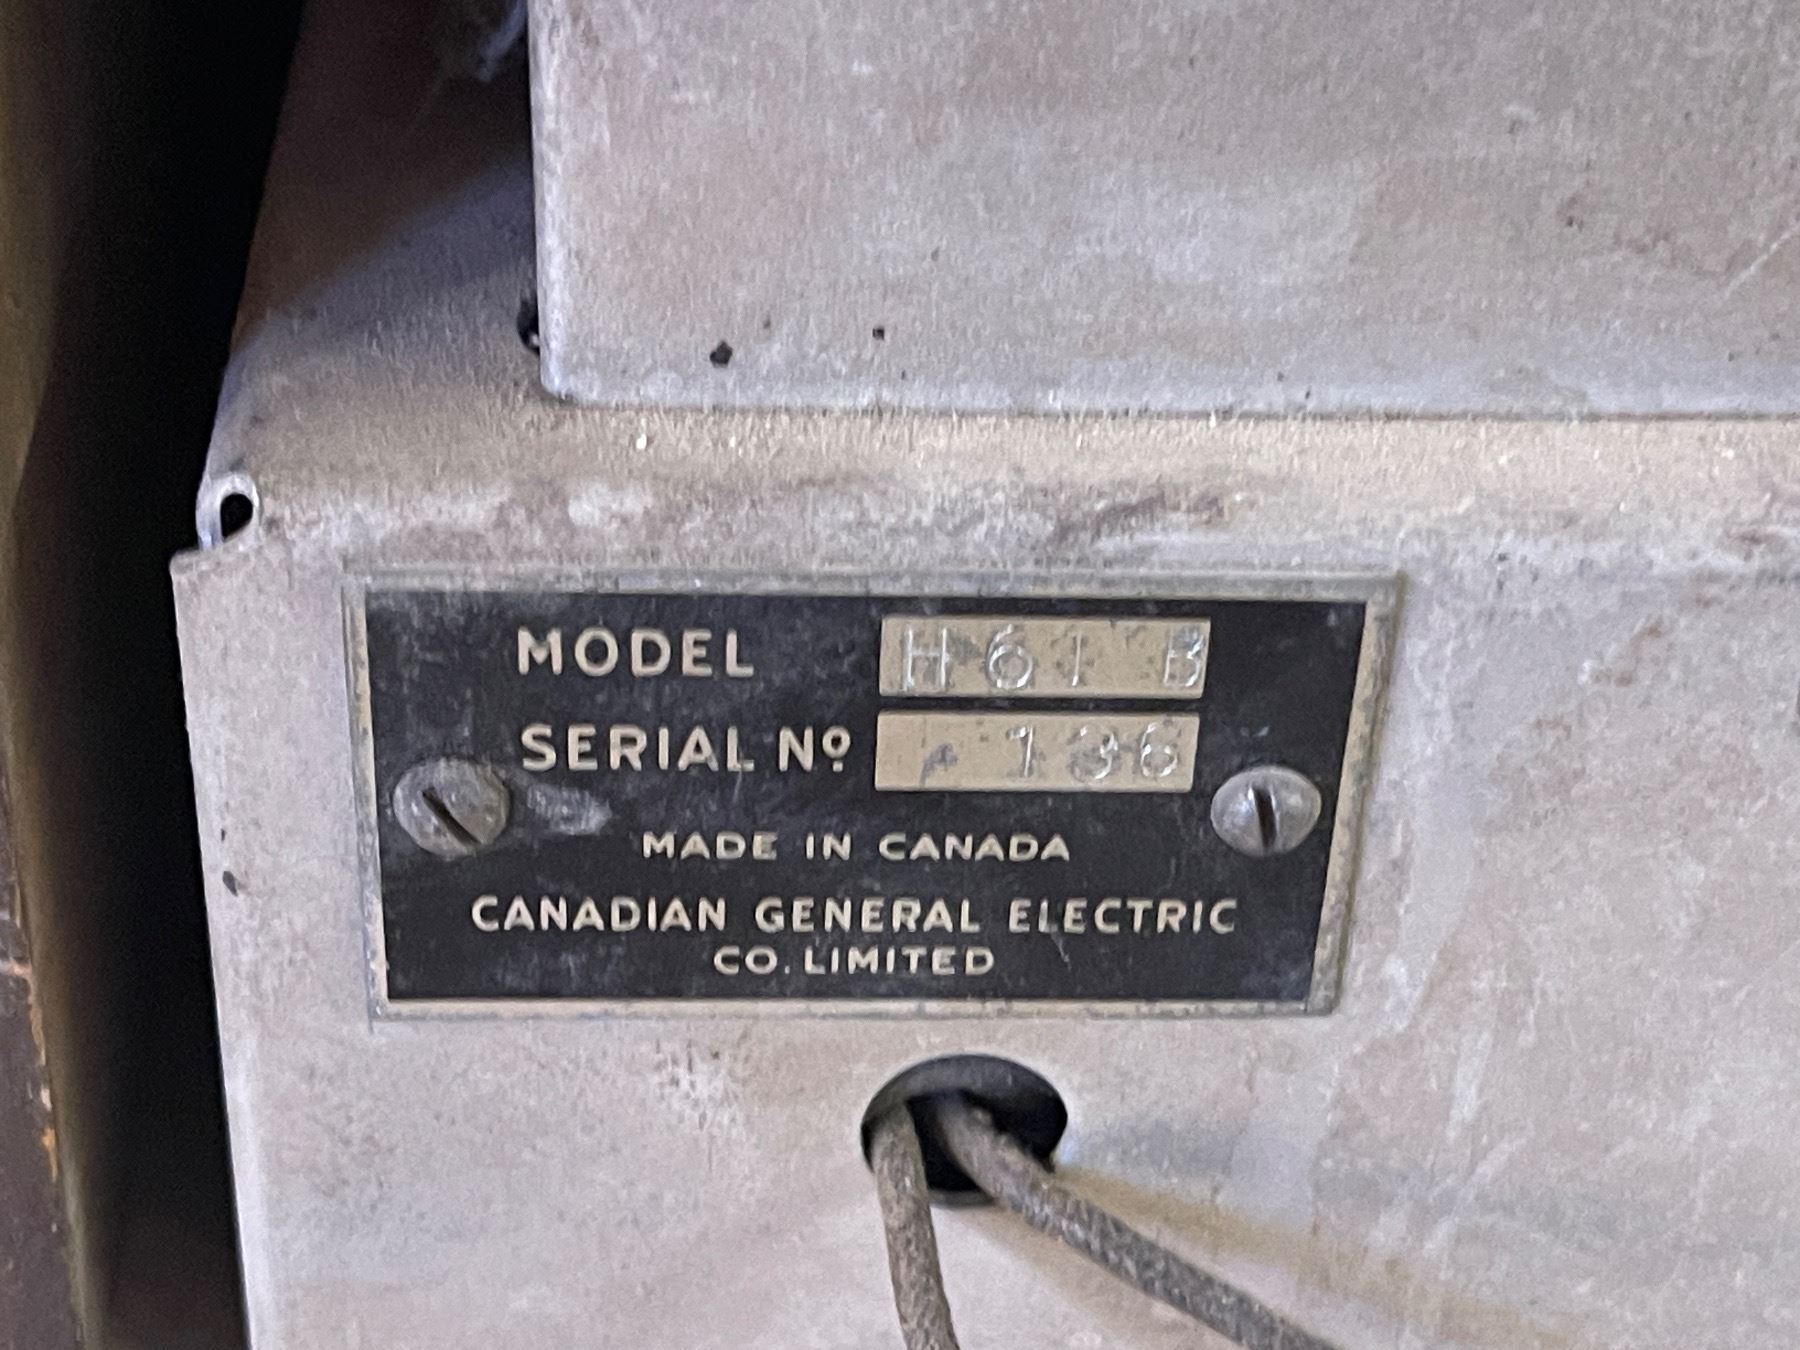 MODEL H61 B
SERIAL Nº 136
MADE IN CANADA
CANADIAN GENERAL ELECTRIC
CO. LIMITED